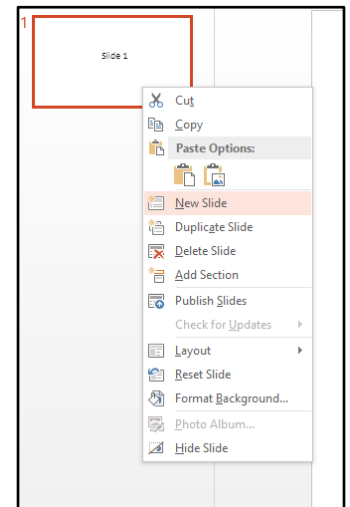 1
Slide 1
Cut
Copy
Paste Options:
New Slide
Duplicate Slide
Delete Slide
Add Section
Publish Slides
Check for Updates
Layout
Reset Slide
Format Background...
Photo Album...
Hide Slide